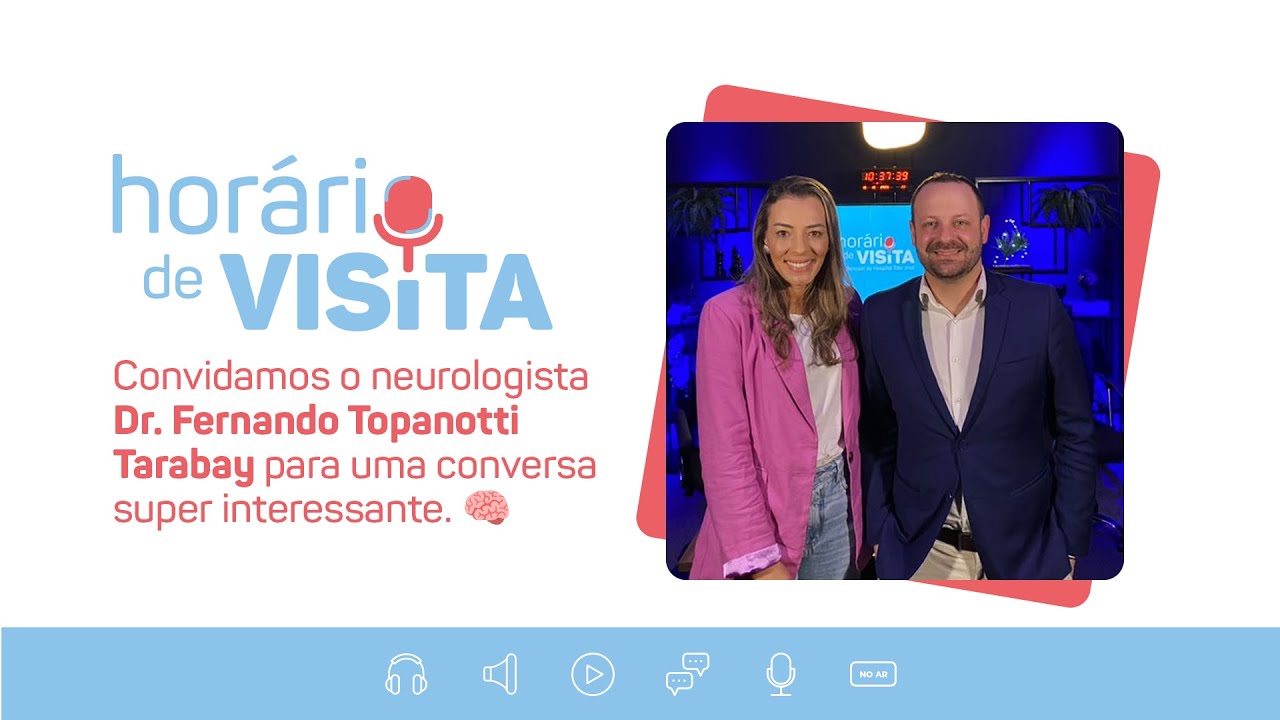 horário
de VISITA
Convidamos o neurologista
Dr. Fernando Topanotti
Tarabay para uma conversa
super interessante.
10:37:39
horário
de VISITA
NO AR